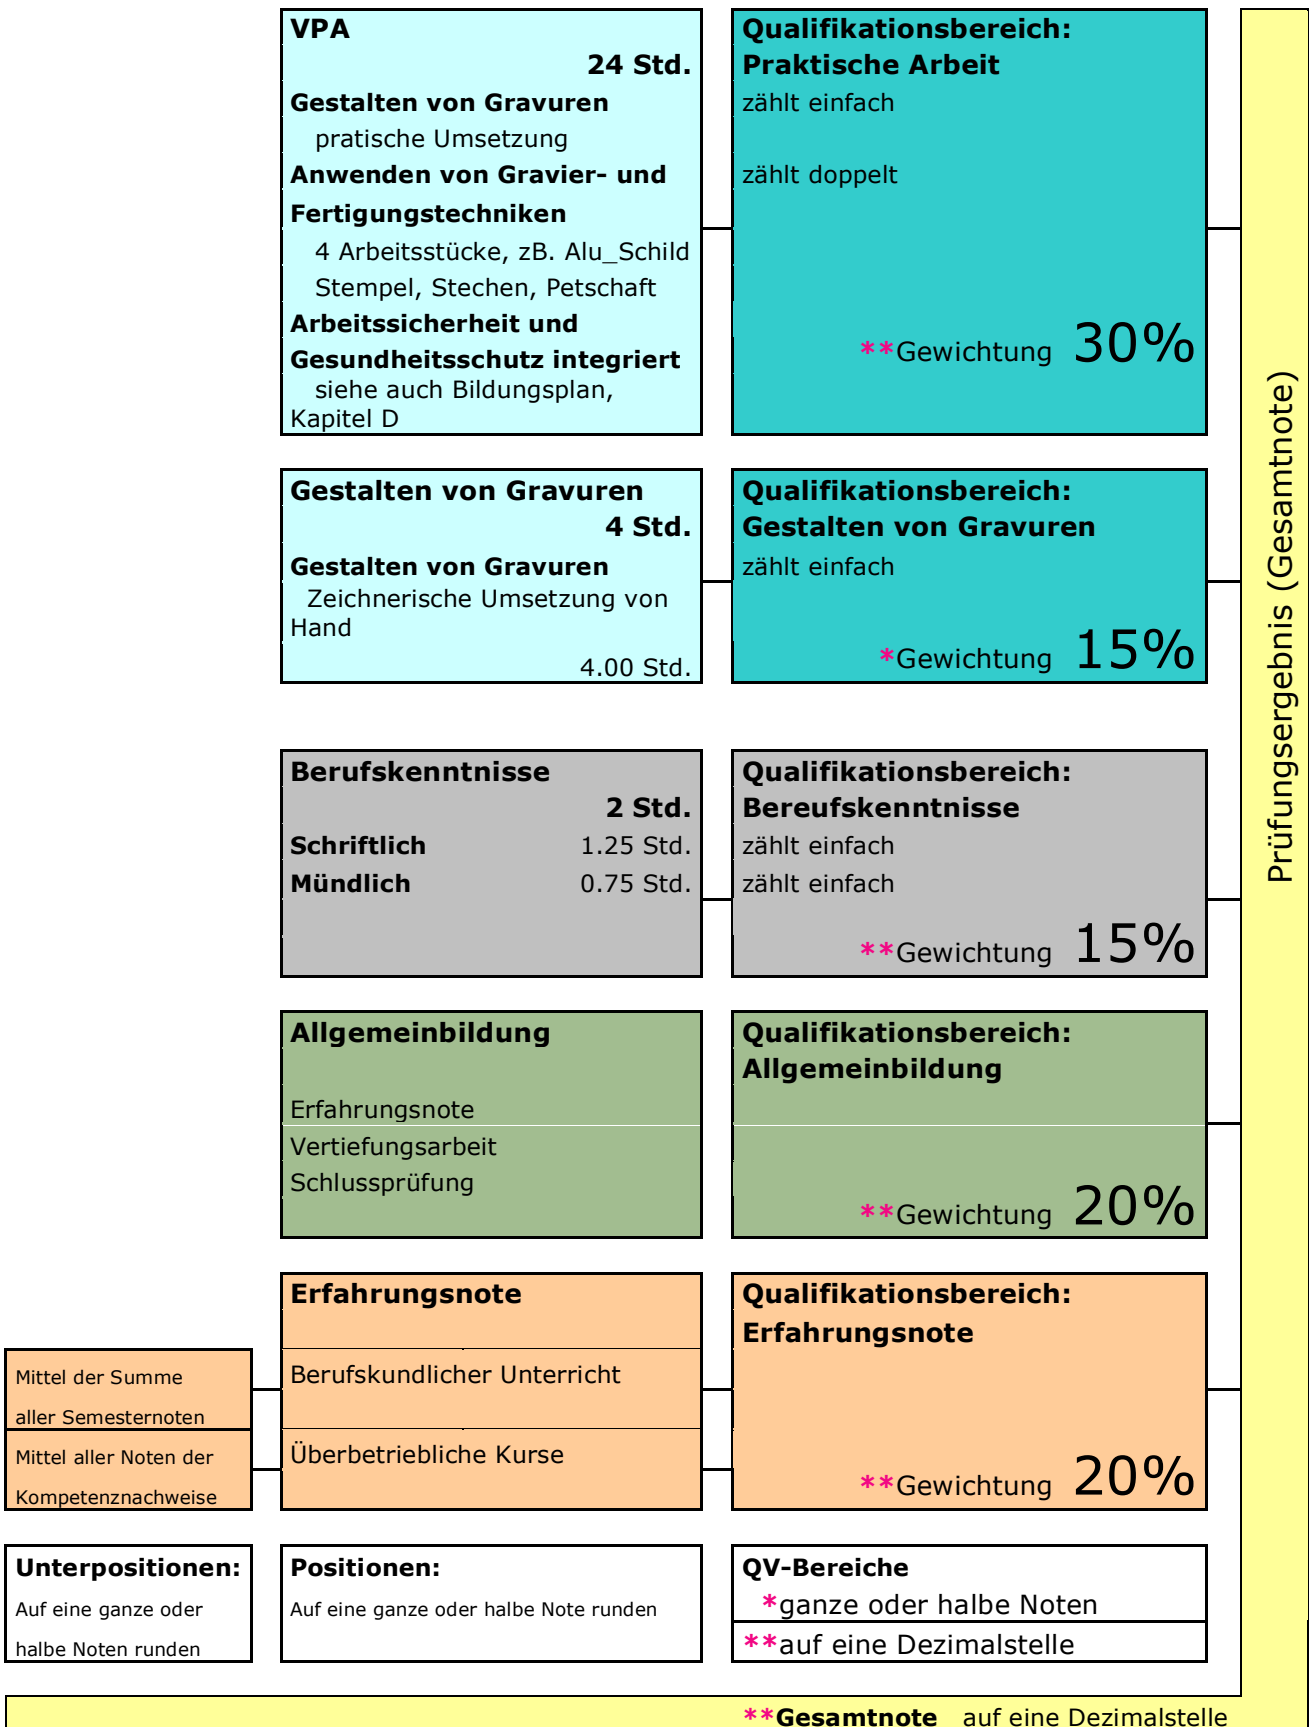 VPA
24 Std.
Gestalten von Gravuren
pratische Umsetzung
Anwenden von Gravier- und
Fertigungstechniken
4 Arbeitsstücke, zB. Alu_Schild
Stempel, Stechen, Petschaft
Arbeitssicherheit und
Gesundheitsschutz integriert
siehe auch Bildungsplan,
Kapitel D
Qualifikationsbereich:
Praktische Arbeit
zählt einfach
zählt doppelt
**Gewichtung 30%
Gestalten von Gravuren
4 Std.
Gestalten von Gravuren
Zeichnerische Umsetzung von
Hand
4.00 Std.
Qualifikationsbereich:
Gestalten von Gravuren
zählt einfach
*Gewichtung 15%
Berufskenntnisse
2 Std.
Schriftlich 1.25 Std.
Mündlich 0.75 Std.
Qualifikationsbereich:
Bereufskenntnisse
zählt einfach
zählt einfach
**Gewichtung 15%
Allgemeinbildung
Erfahrungsnote
Vertiefungsarbeit
Schlussprüfung
Qualifikationsbereich:
Allgemeinbildung
**Gewichtung 20%
Mittel der Summe
aller Semesternoten
Mittel aller Noten der
Kompetenznachweise
Erfahrungsnote
Berufskundlicher Unterricht
Überbetriebliche Kurse
Qualifikationsbereich:
Erfahrungsnote
**Gewichtung 20%
Unterpositionen:
Auf eine ganze oder
halbe Noten runden
Positionen:
Auf eine ganze oder halbe Note runden
QV-Bereiche
*ganze oder halbe Noten
**auf eine Dezimalstelle
Prüfungsergebnis (Gesamtnote)
**Gesamtnote auf eine Dezimalstelle